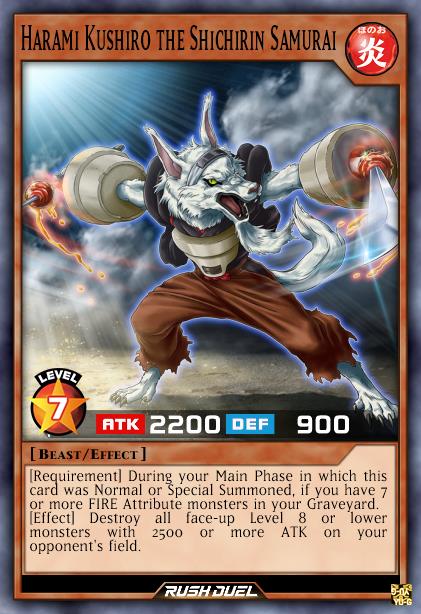 Harami Kushiro the Shichirin Samurai
ほのお
炎
LEVEL
7
ATK 2200 DEF 900
[Beast/Effect]
[Requirement] During your Main Phase in which this
card was Normal or Special Summoned, if you have 7
or more FIRE Attribute monsters in your Graveyard.
[Effect] Destroy all face-up Level 8 or lower
monsters with 2500 or more ATK on your
opponent's field.
RUSH DUEL